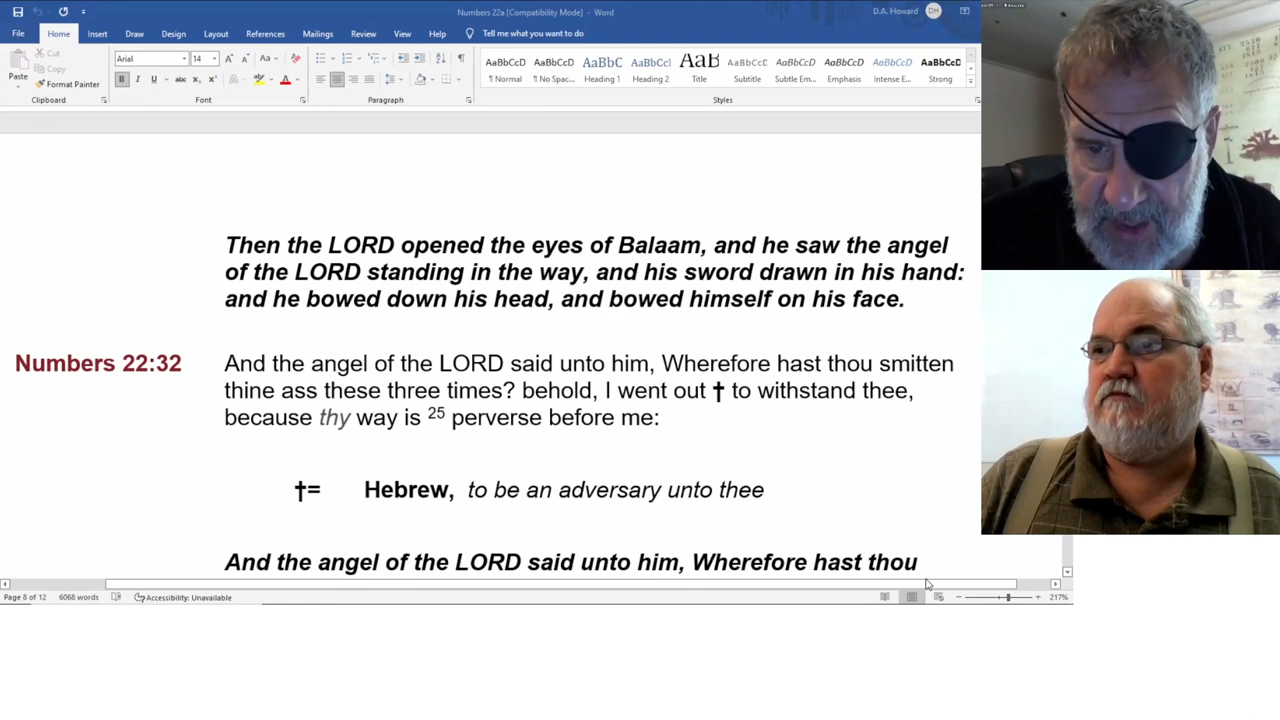 Numbers 22a [Compatibility Mode] - Word
D.A. Howard
DH
File Home Insert Draw Design Layout References Mailings Review View Help Tell me what you want to do
Paste
Cut
Copy
Format Painter
Clipboard
Arial 14
Aa
B I U abc A A
Font
Paragraph
AaBbCcD AaBbCcD AaBbC AaBbCcD AaB AaBbCcD AaBbCcD AaBbCcD AaBbCcD AaBbCcD
¶ Normal ¶ No Spac... Heading 1 Heading 2 Title Subtitle Subtle Em... Emphasis Intense E... Strong
Styles
Then the LORD opened the eyes of Balaam, and he saw the angel
of the LORD standing in the way, and his sword drawn in his hand:
and he bowed down his head, and bowed himself on his face.
Numbers 22:32 And the angel of the LORD said unto him, Wherefore hast thou smitten
thine ass these three times? behold, I went out † to withstand thee,
because thy way is 25 perverse before me:
†= Hebrew, to be an adversary unto thee
And the angel of the LORD said unto him, Wherefore hast thou
Page 8 of 12 6068 words Accessibility: Unavailable 217%